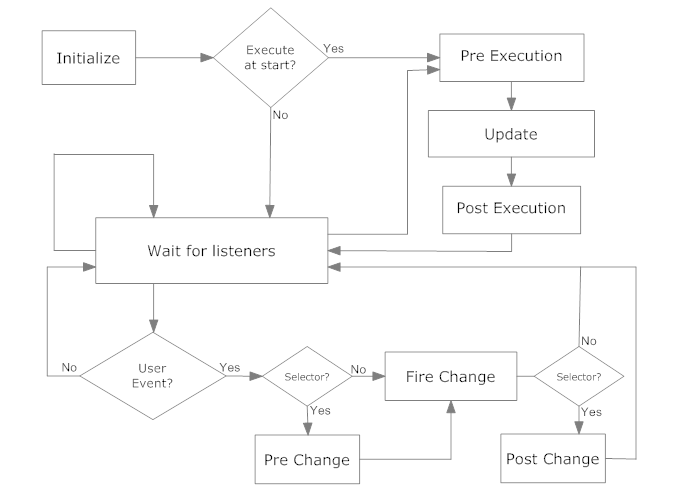 Initialize
Execute
at start?
Yes
Pre Execution
No
Update
Post Execution
Wait for listeners
No
User
Event?
Yes
Selector?
No
Fire Change
Selector?
No
Yes
Yes
Pre Change
Post Change